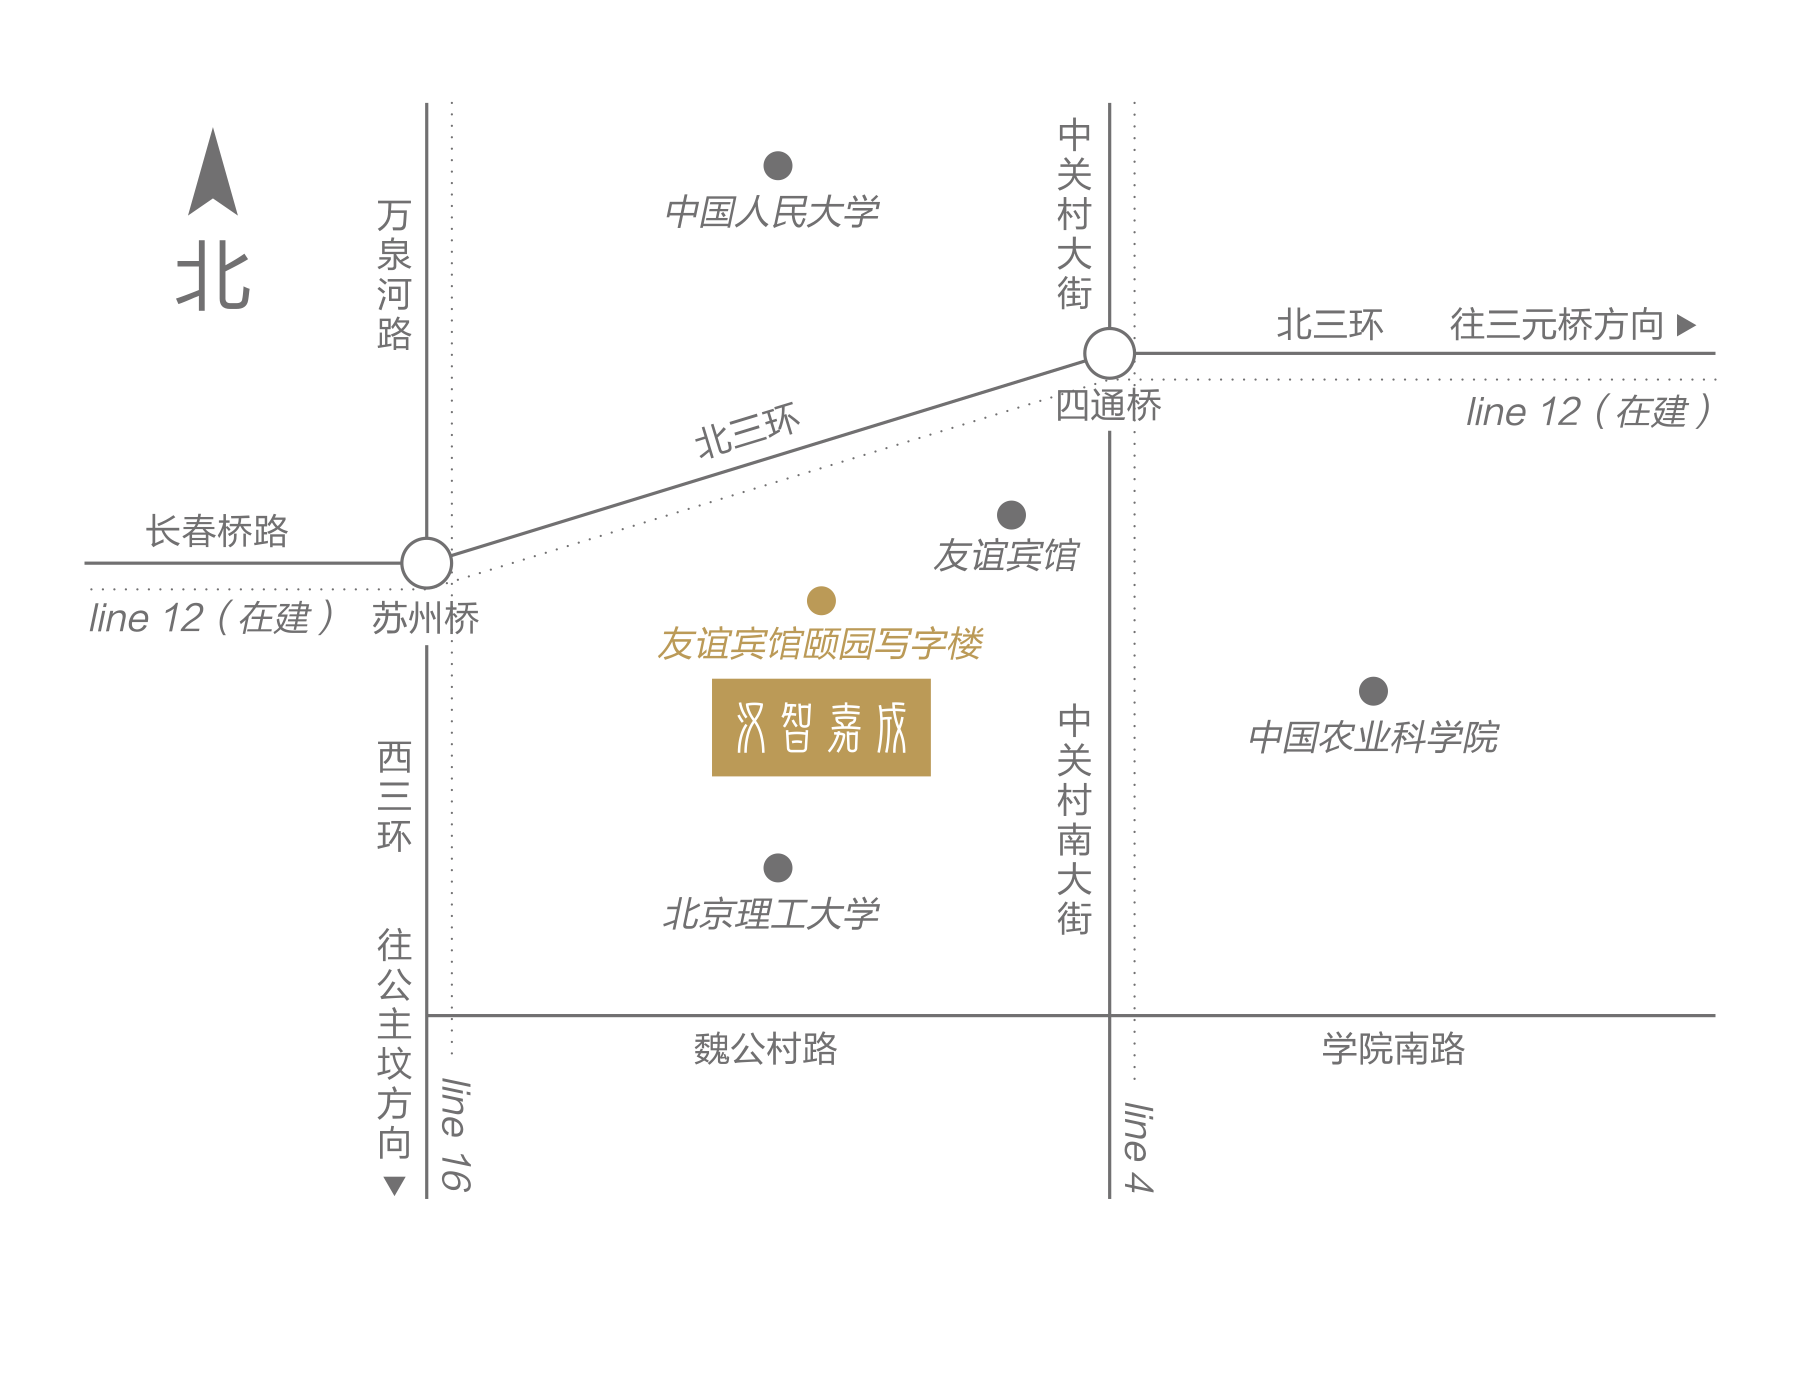 中关村大街
中国人民大学
万泉河路
北
北三环
往三元桥方向
四通桥
line 12（在建）
北三环
长春桥路
友谊宾馆
line 12（在建）
苏州桥
友谊宾馆颐园写字楼
汉智嘉成
中国农业科学院
中关村南大街
西三环
北京理工大学
往公主坟方向
魏公村路
学院南路
line 16
line 4